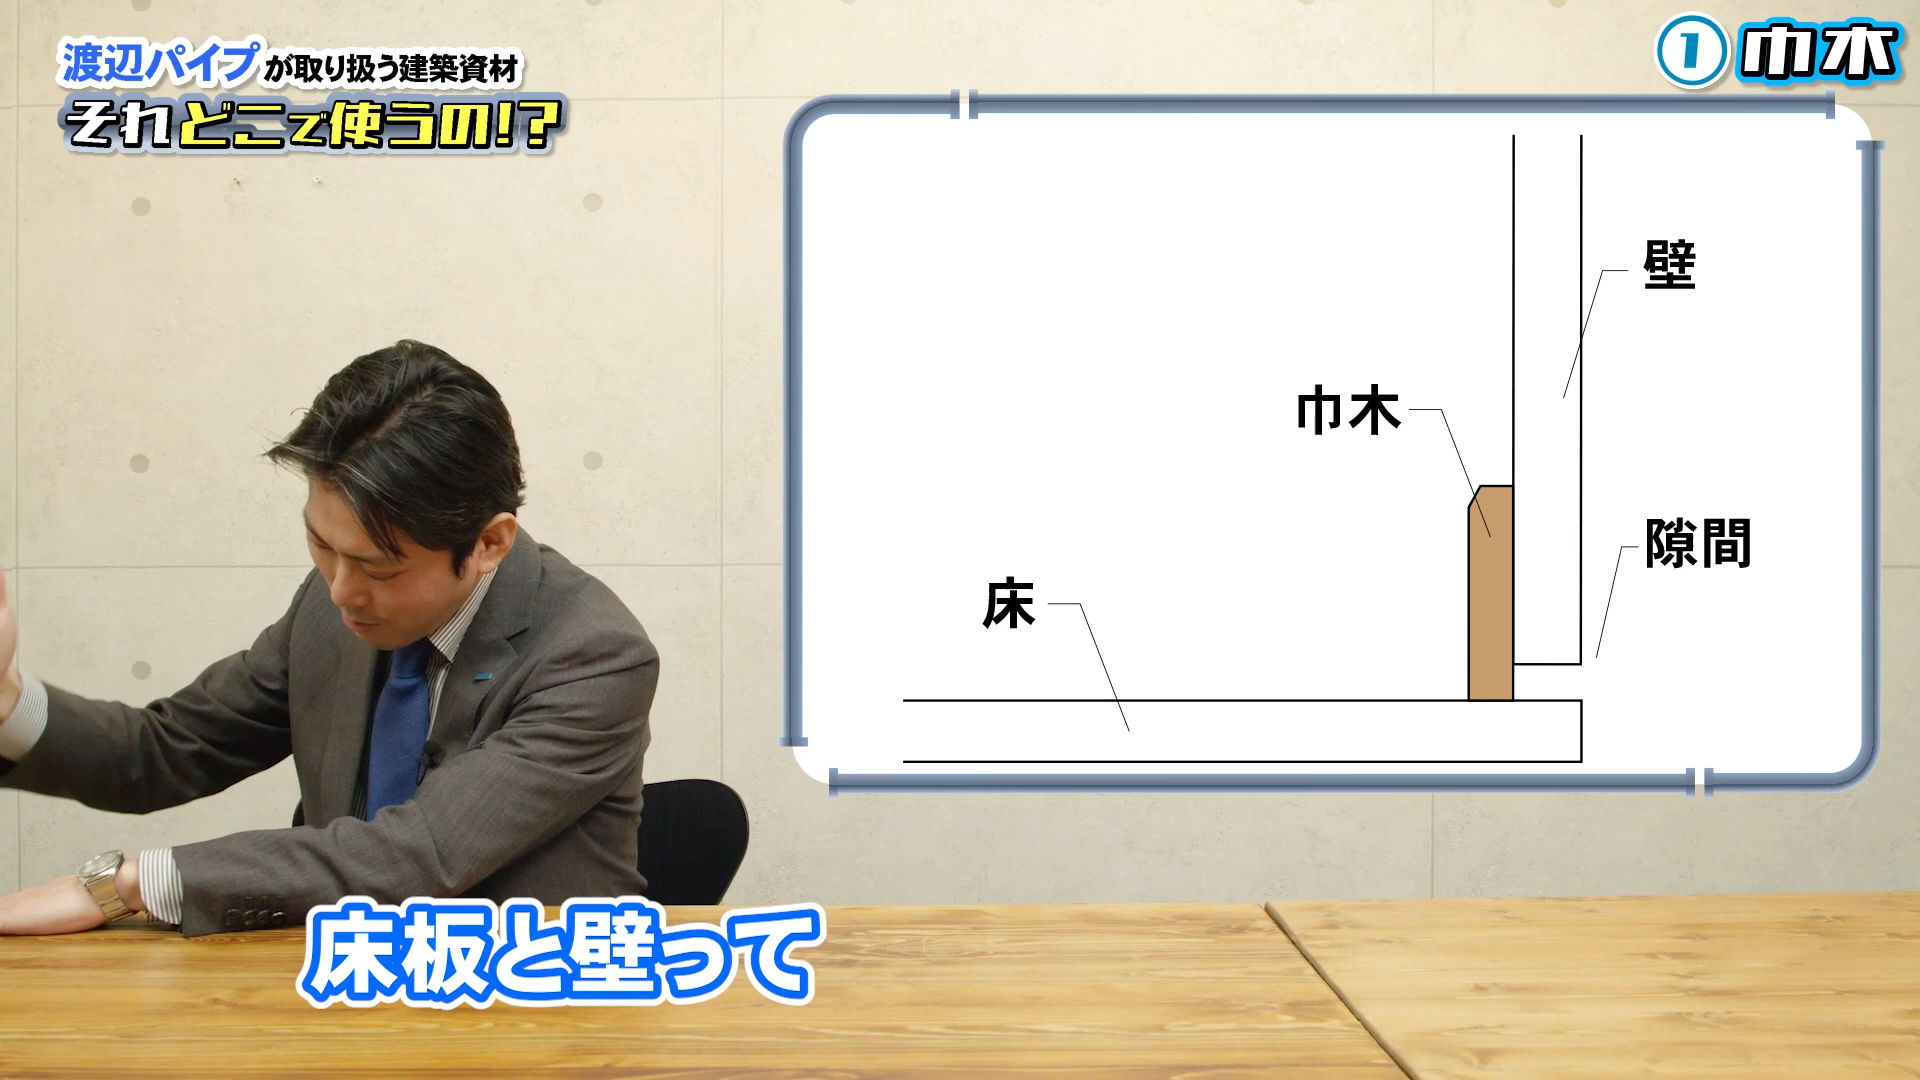 渡辺パイプが取り扱う建築資材
それどこで使うの!?
① 巾木
壁
巾木
隙間
床
床板と壁って